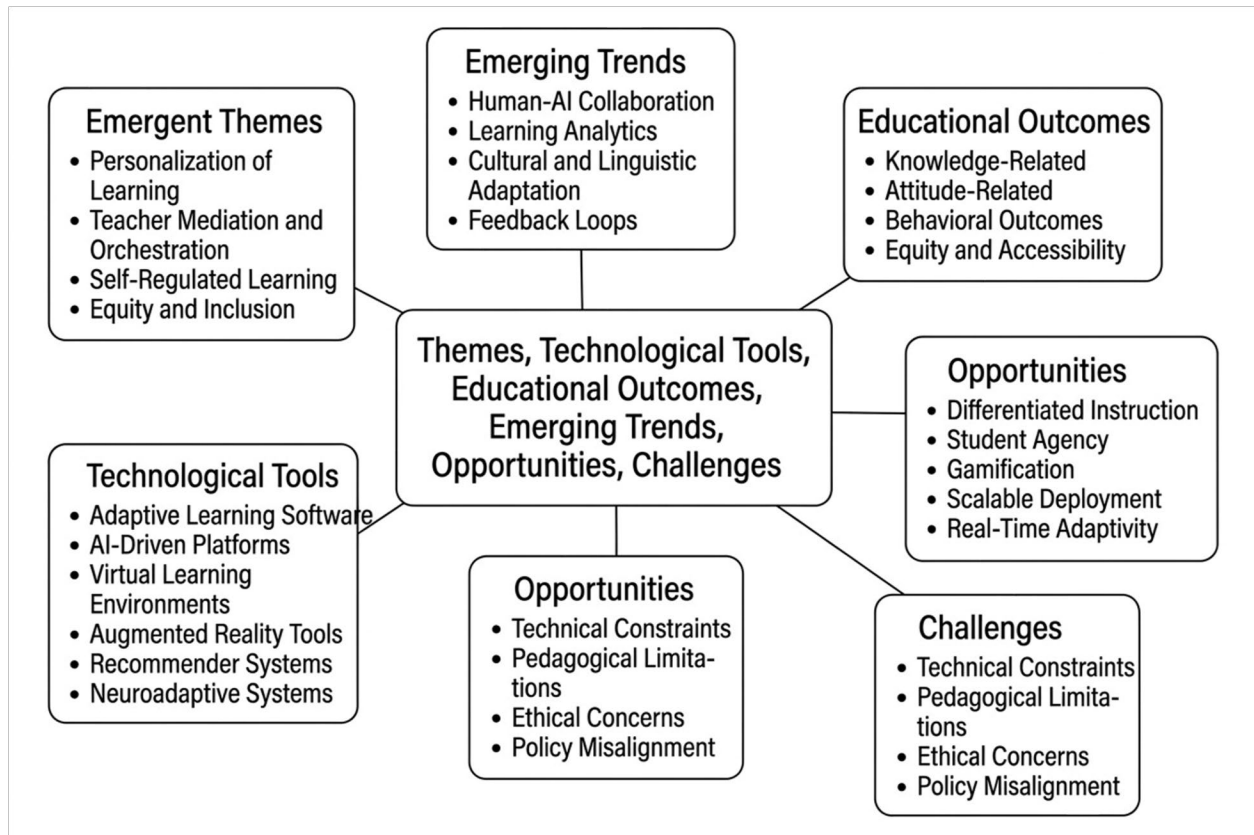 Emerging Trends
• Human-AI Collaboration
• Learning Analytics
• Cultural and Linguistic
Adaptation
• Feedback Loops
Emergent Themes
• Personalization of
Learning
• Teacher Mediation and
Orchestration
• Self-Regulated Learning
• Equity and Inclusion
Educational Outcomes
• Knowledge-Related
• Attitude-Related
• Behavioral Outcomes
• Equity and Accessibility
Themes, Technological Tools,
Educational Outcomes,
Emerging Trends,
Opportunities, Challenges
Opportunities
• Differentiated Instruction
• Student Agency
• Gamification
• Scalable Deployment
• Real-Time Adaptivity
Technological Tools
• Adaptive Learning Software
• AI-Driven Platforms
• Virtual Learning
Environments
• Augmented Reality Tools
• Recommender Systems
• Neuroadaptive Systems
Opportunities
• Technical Constraints
• Pedagogical Limita-
tions
• Ethical Concerns
• Policy Misalignment
Challenges
• Technical Constraints
• Pedagogical Limita-
tions
• Ethical Concerns
• Policy Misalignment